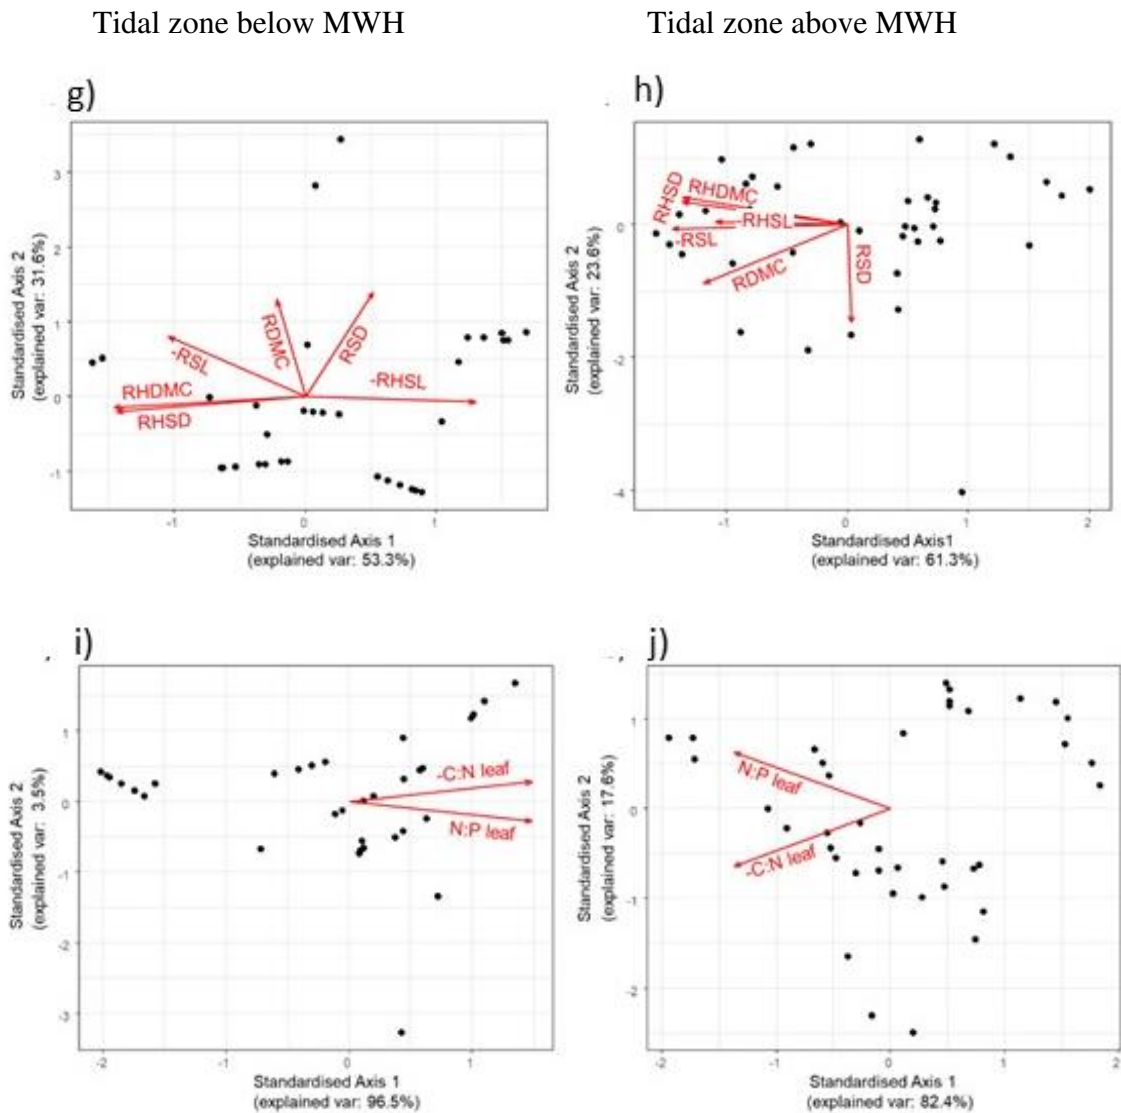 Tidal zone below MWH
Tidal zone above MWH
g)
3
2
1
0
-1
-1
0
1
RDMC
RSD
-RSL
-RHSL
RHDMC
RHSD
Standardised Axis 2
(explained var: 31.6%)
Standardised Axis 1
(explained var: 53.3%)
h)
0
-2
-4
-1
0
1
2
RHSD
RHDMC
-RHSL
-RSL
RDMC
RSD
Standardised Axis 2
(explained var: 23.6%)
Standardised Axis1
(explained var: 61.3%)
i)
1
0
-1
-2
-3
-2
-1
0
1
-C:N leaf
N:P leaf
Standardised Axis 2
(explained var: 3.5%)
Standardised Axis 1
(explained var: 96.5%)
j)
1
0
-1
-2
-2
-1
0
1
2
N:P leaf
-C:N leaf
Standardised Axis 2
(explained var: 17.6%)
Standardised Axis 1
(explained var: 82.4%)